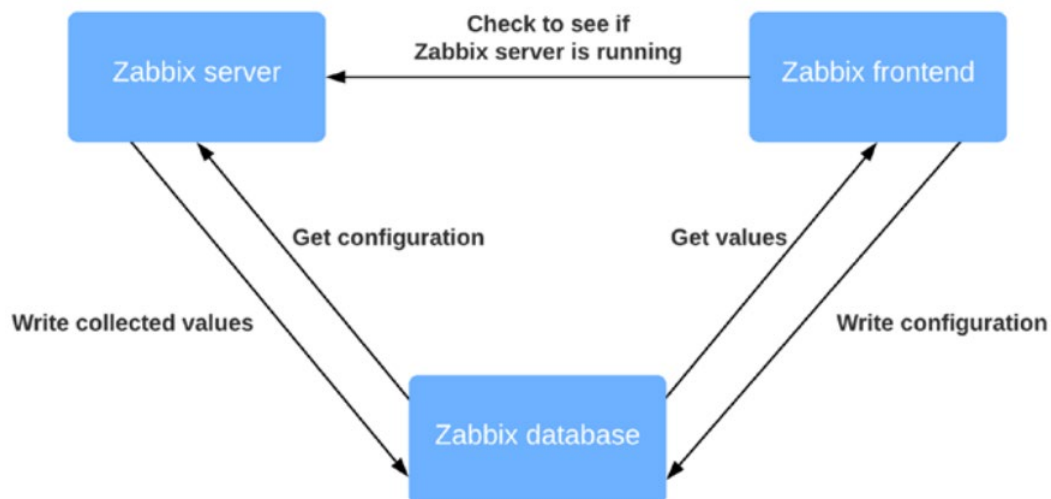 Check to see if
Zabbix server is running
Zabbix server
Zabbix frontend
Get configuration
Get values
Write collected values
Write configuration
Zabbix database